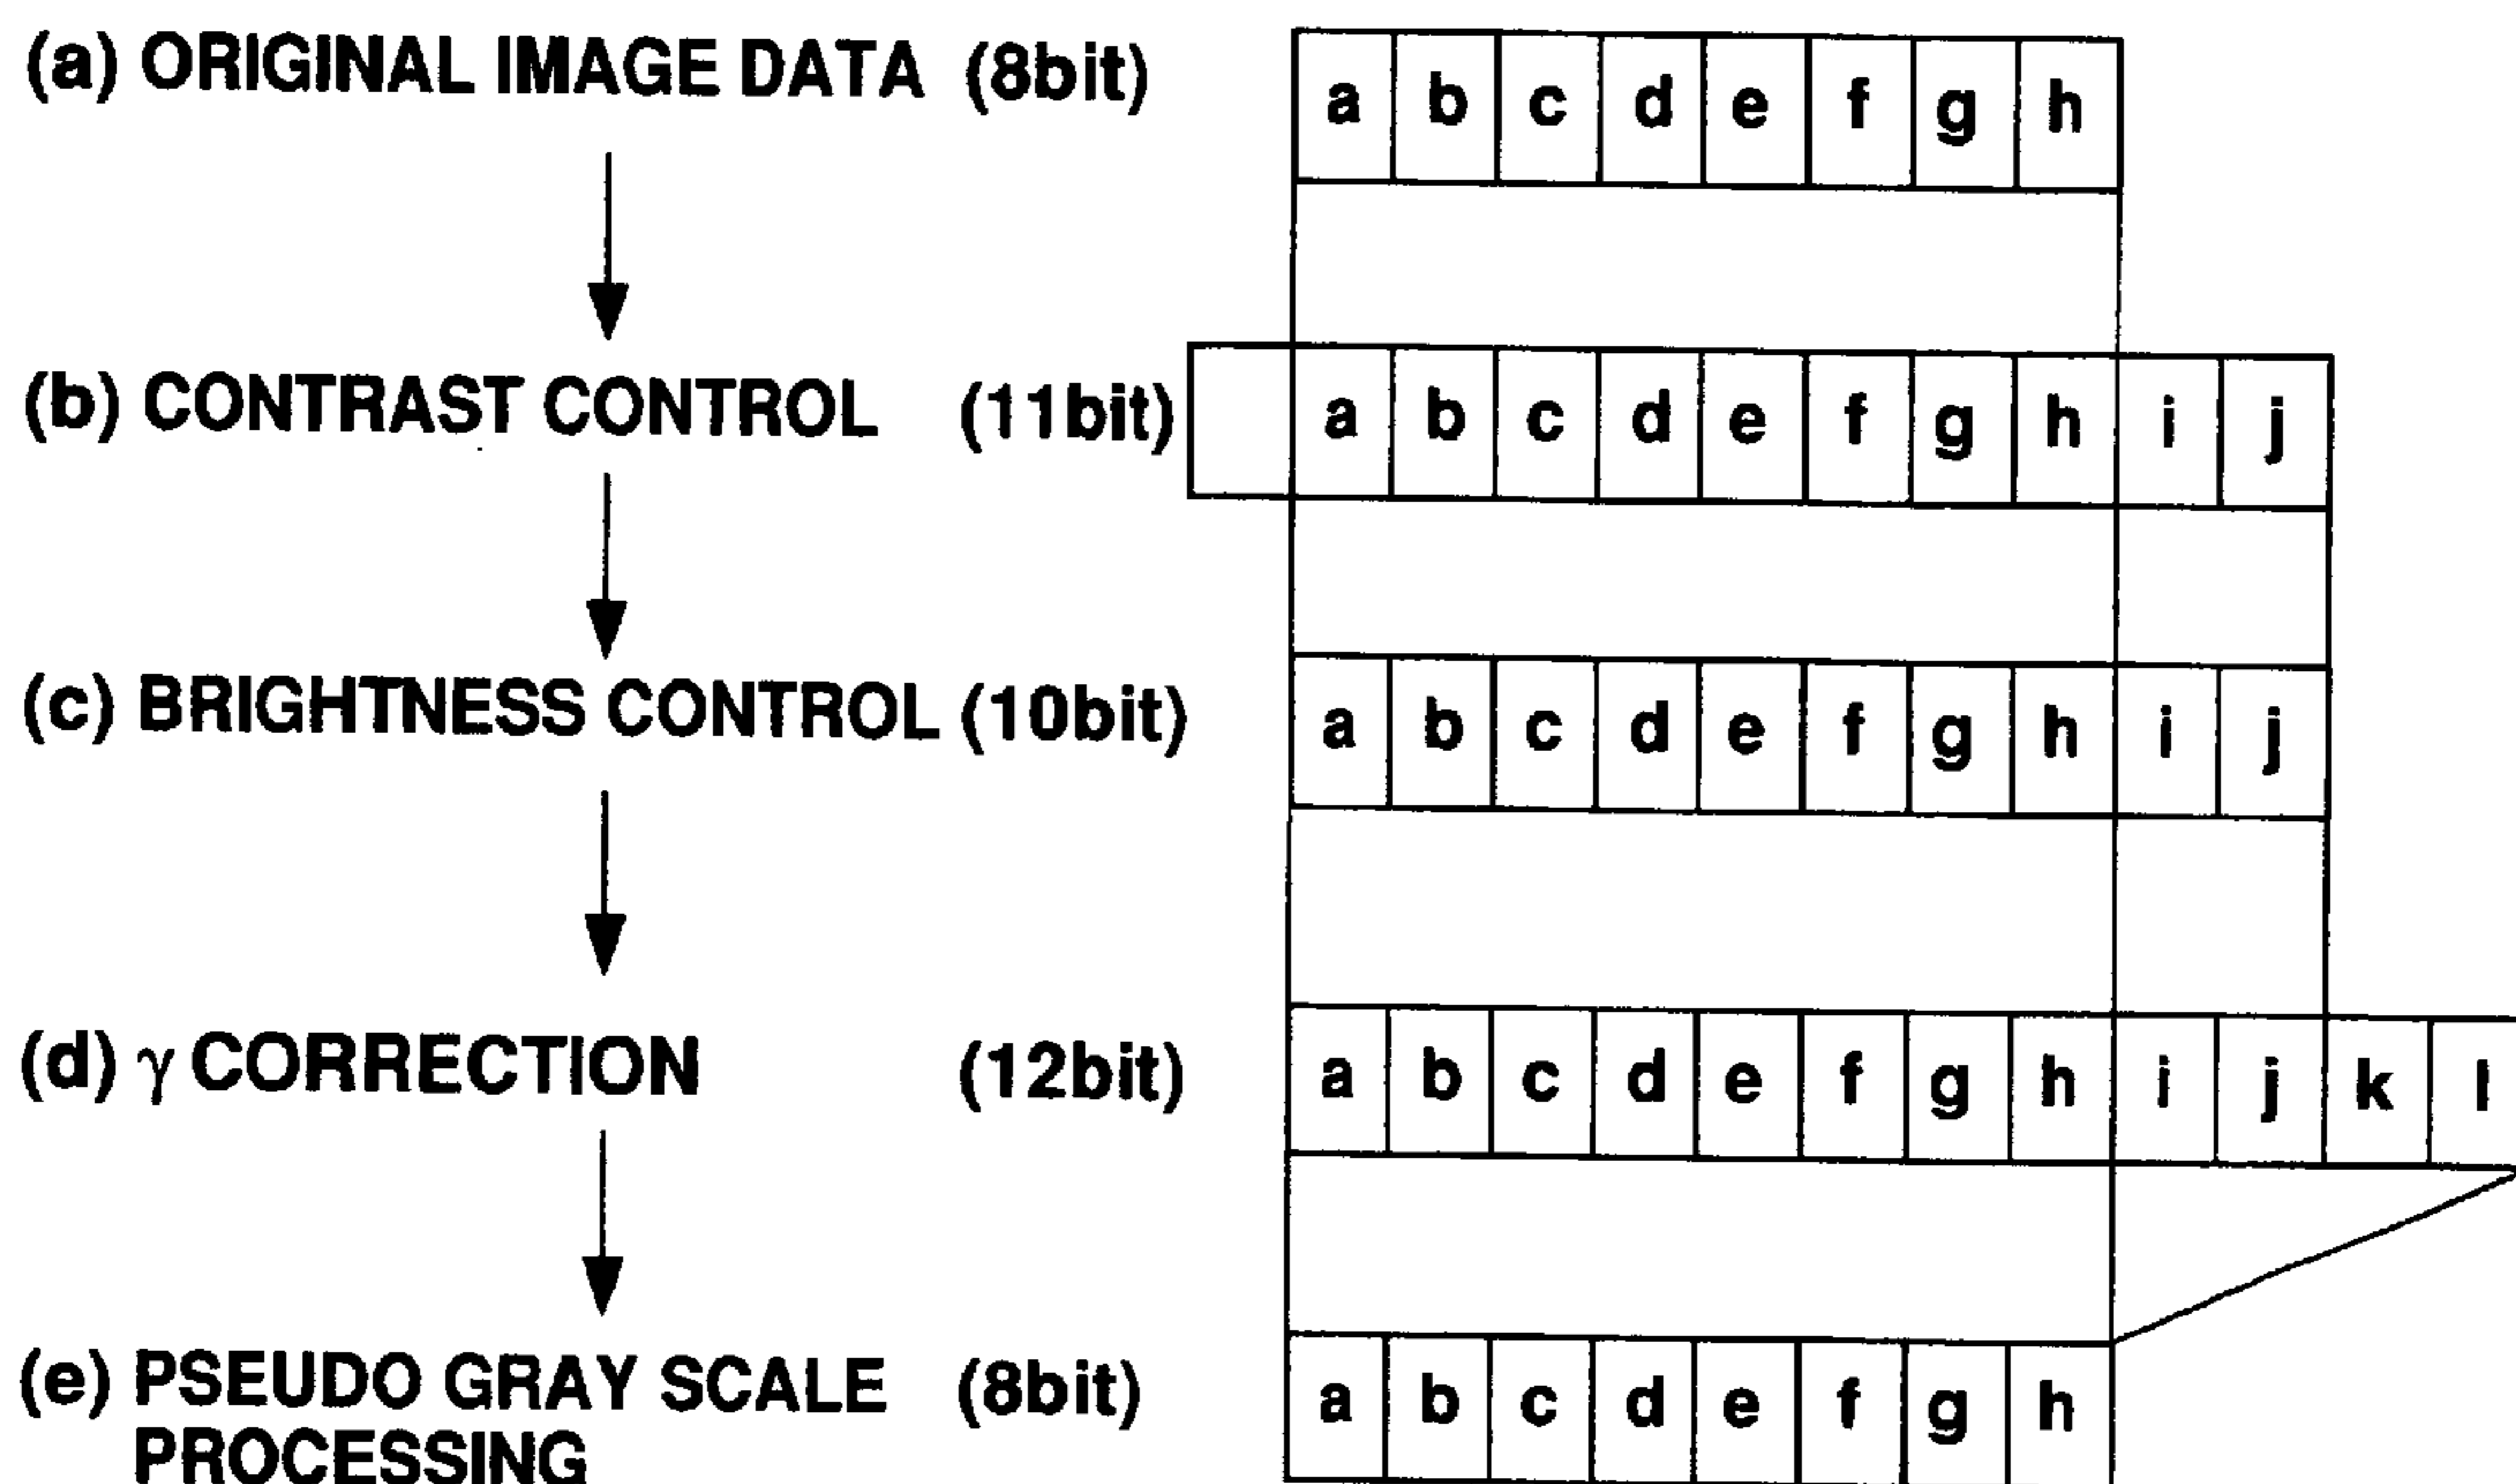 (a) ORIGINAL IMAGE DATA (8bit) a b c d e f g h
(b) CONTRAST CONTROL (11bit) a b c d e f g h i j
(c) BRIGHTNESS CONTROL (10bit) a b c d e f g h i j
(d) γ CORRECTION (12bit) a b c d e f g h i j k l
(e) PSEUDO GRAY SCALE (8bit) a b c d e f g h
PROCESSING